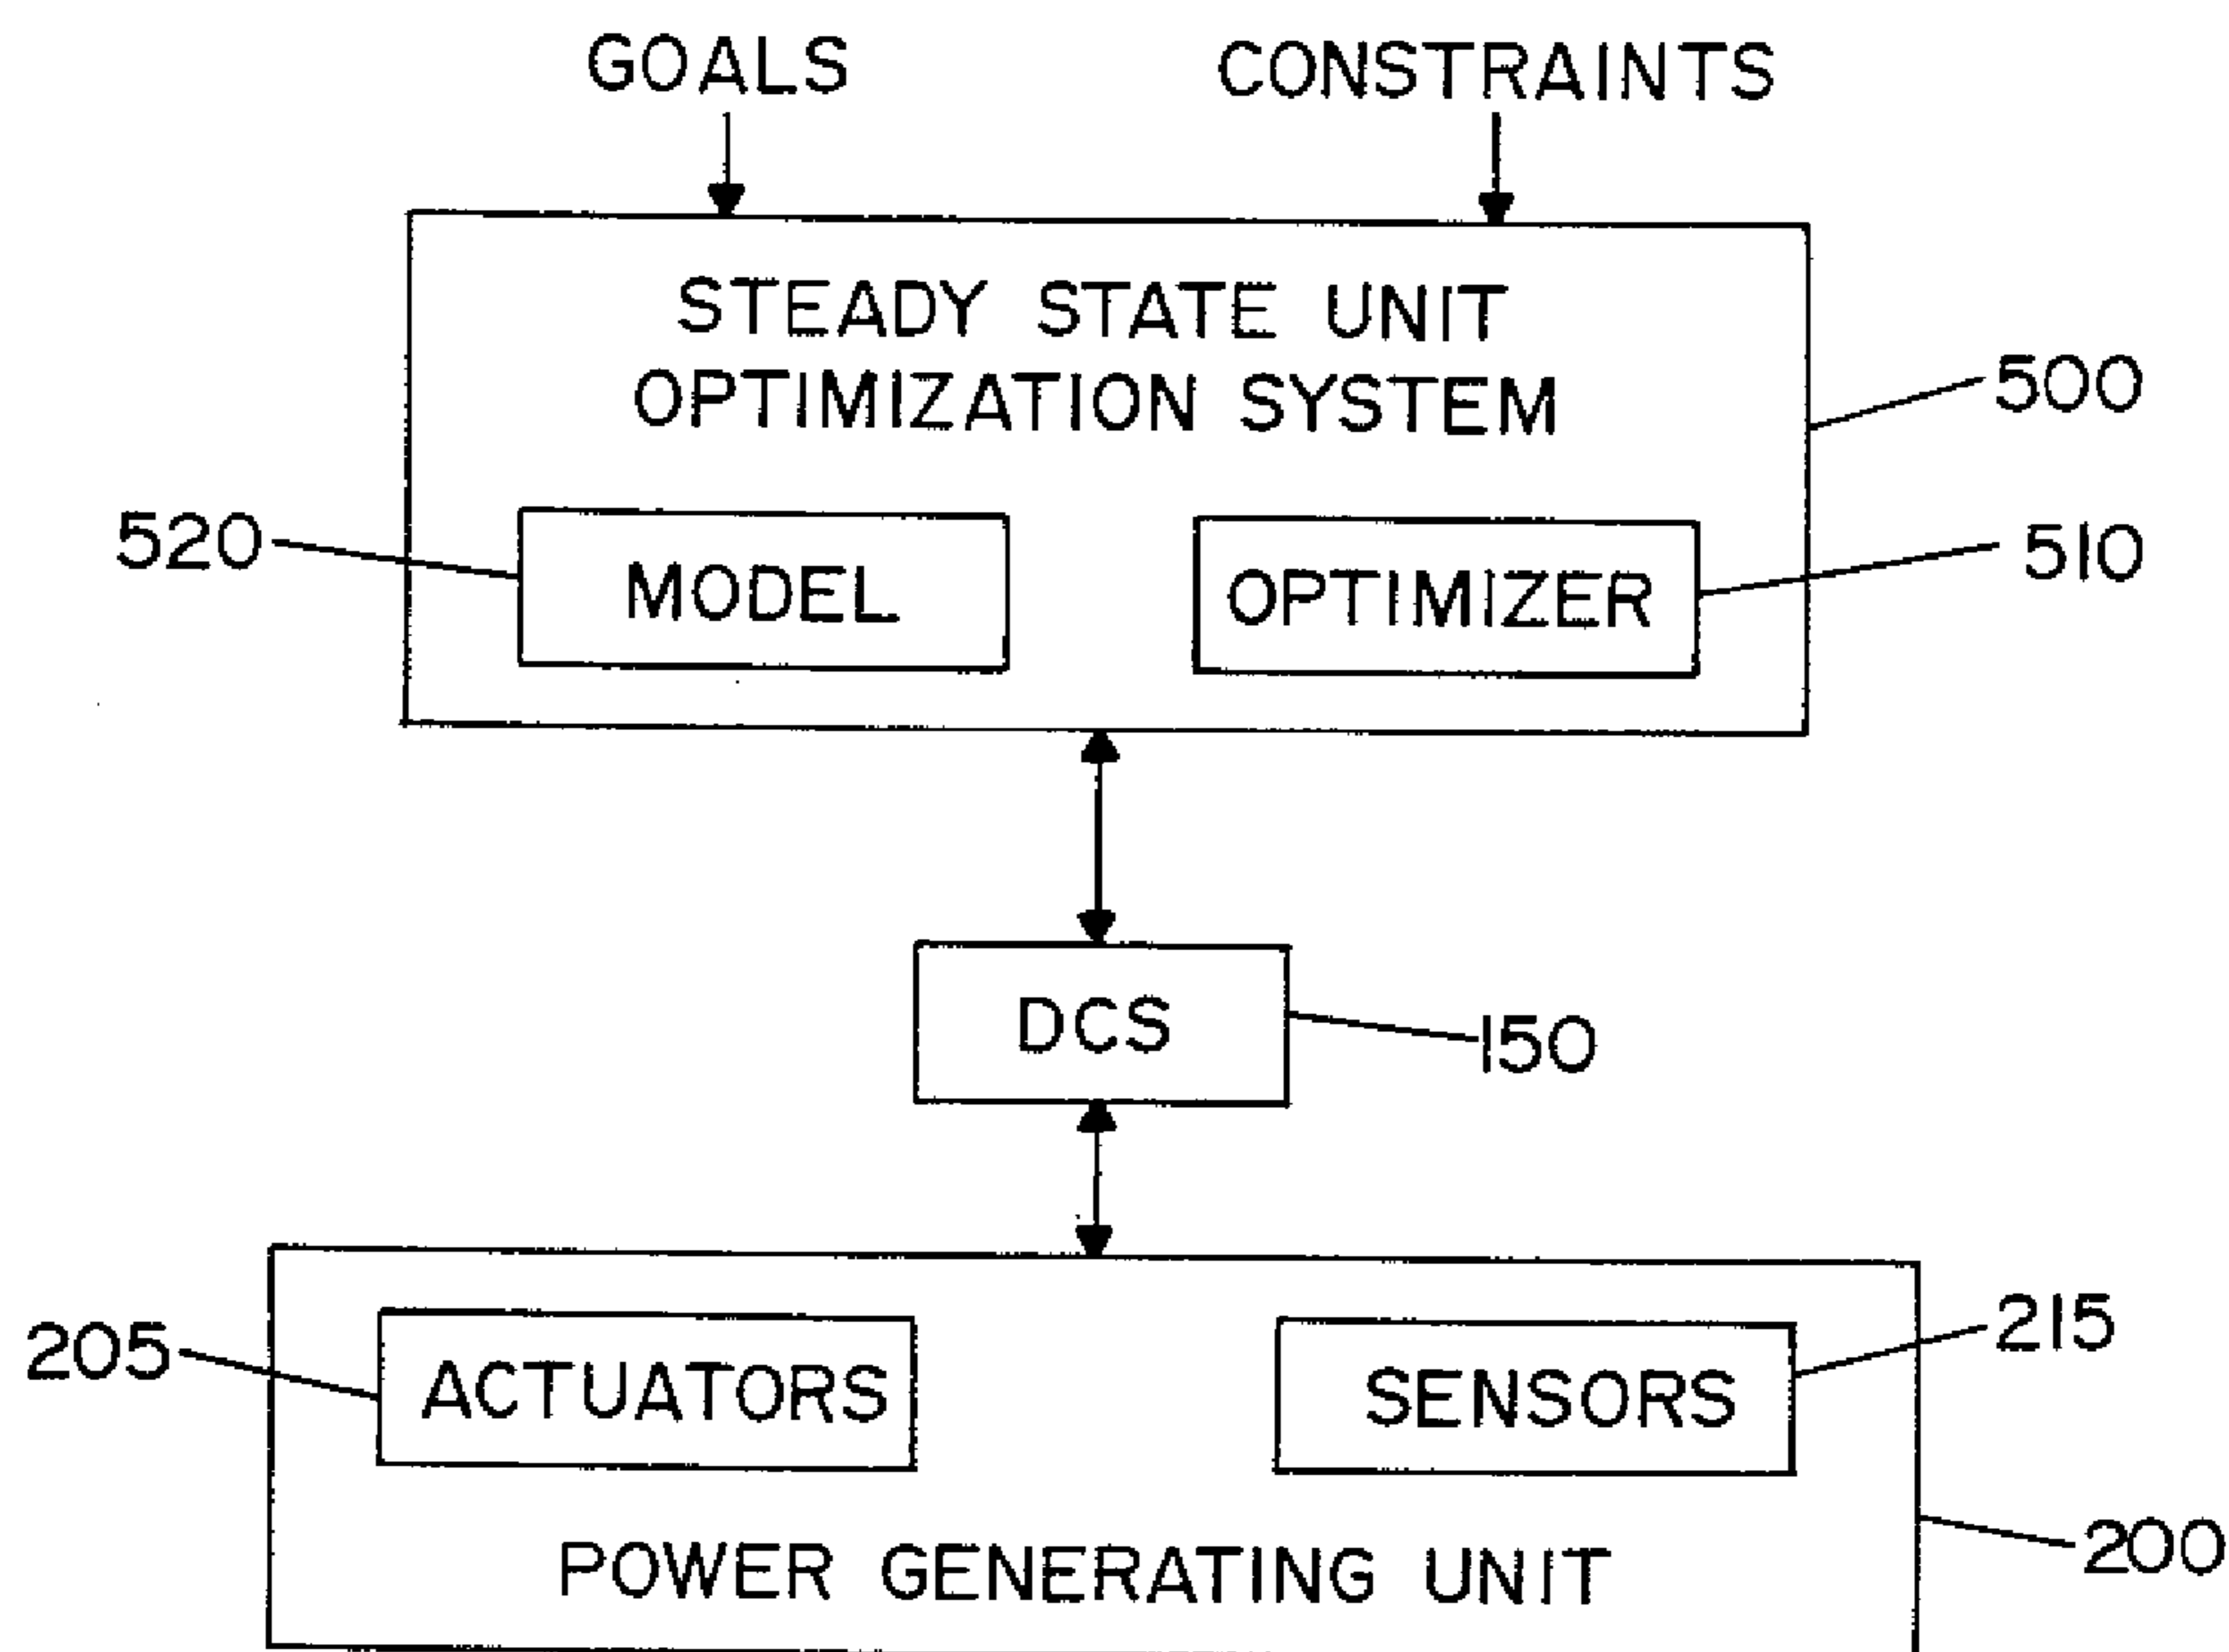 GOALS
CONSTRAINTS
STEADY STATE UNIT
OPTIMIZATION SYSTEM
500
520
MODEL
OPTIMIZER
510
DCS
150
205
ACTUATORS
SENSORS
215
POWER GENERATING UNIT
200